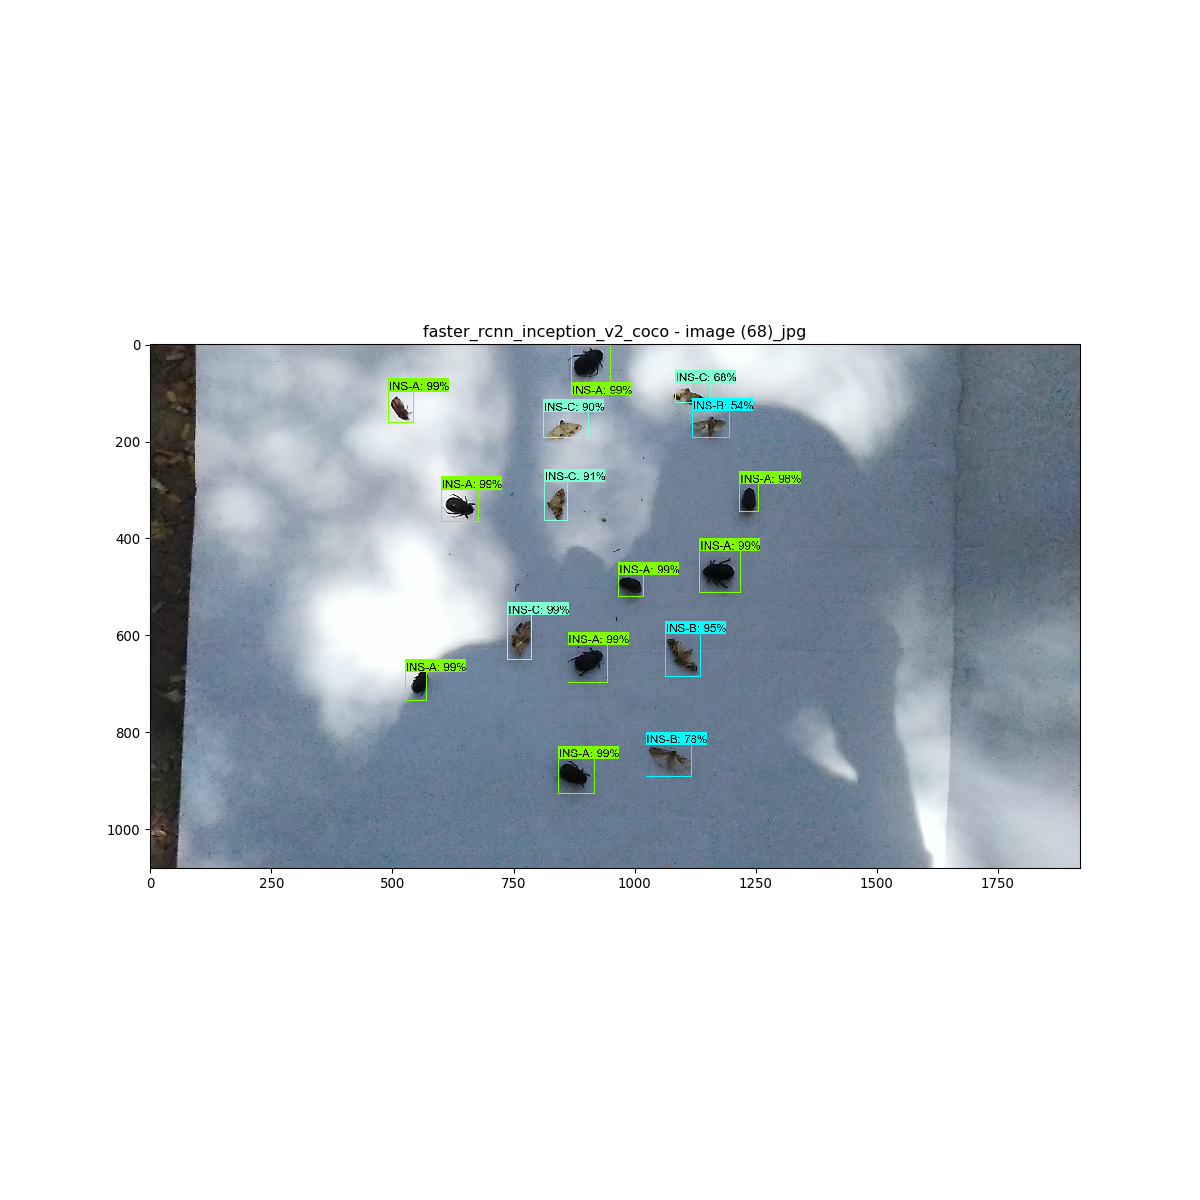 faster_rcnn_inception_v2_coco - image (68)_jpg
0
INS-C: 68%
INS-A: 99%
INS-A: 99%
INS-C: 90%
INS-B: 54%
200
INS-C: 91%
INS-A: 98%
INS-A: 99%
400
INS-A: 99%
INS-A: 99%
600
INS-C: 99%
INS-B: 95%
INS-A: 99%
INS-A: 99%
800
INS-B: 78%
INS-A: 99%
1000
0 250 500 750 1000 1250 1500 1750